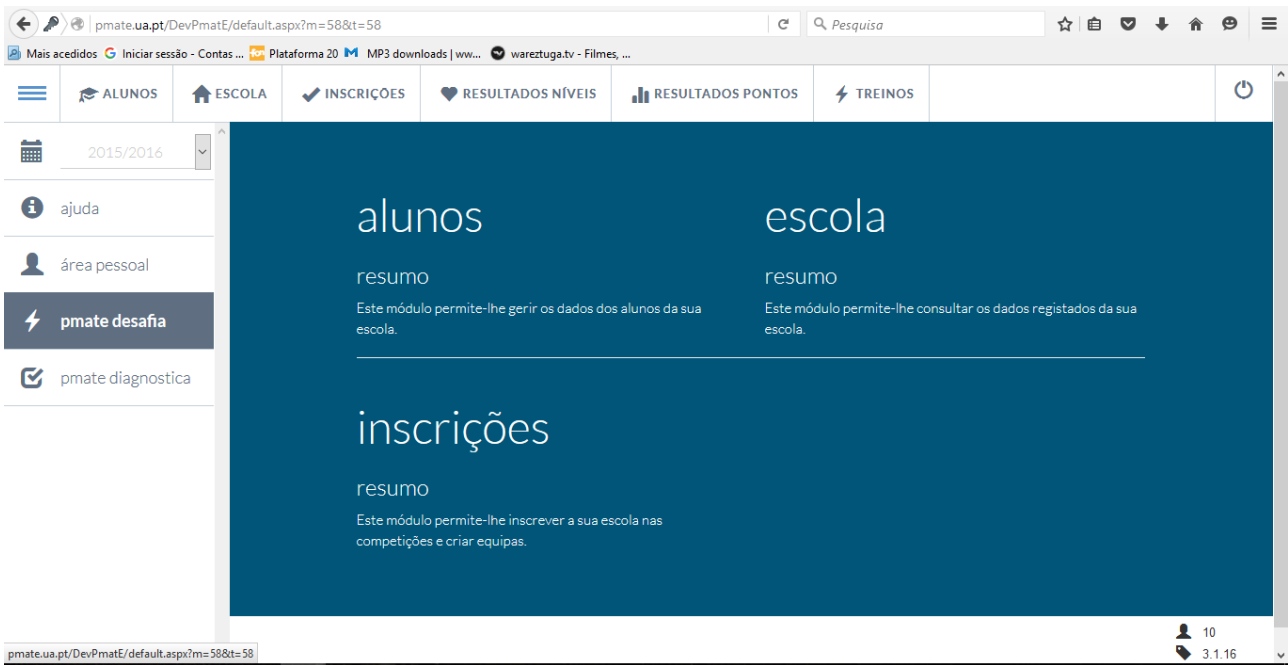 pmate.ua.pt/DevPmatE/default.aspx?m=58&t=58
Pesquisa
Mais acedidos Iniciar sessão - Contas ... fon Plataforma 20 MP3 downloads | ww... wareztuga.tv - Filmes, ...
ALUNOS ESCOLA INSCRIÇÕES RESULTADOS NÍVEIS RESULTADOS PONTOS TREINOS
2015/2016
ajuda
área pessoal
pmate desafia
pmate diagnostica
alunos
resumo
Este módulo permite-lhe gerir os dados dos alunos da sua
escola.
escola
resumo
Este módulo permite-lhe consultar os dados registados da sua
escola.
inscrições
resumo
Este módulo permite-lhe inscrever a sua escola nas
competições e criar equipas.
10
3.1.16
pmate.ua.pt/DevPmatE/default.aspx?m=58&t=58